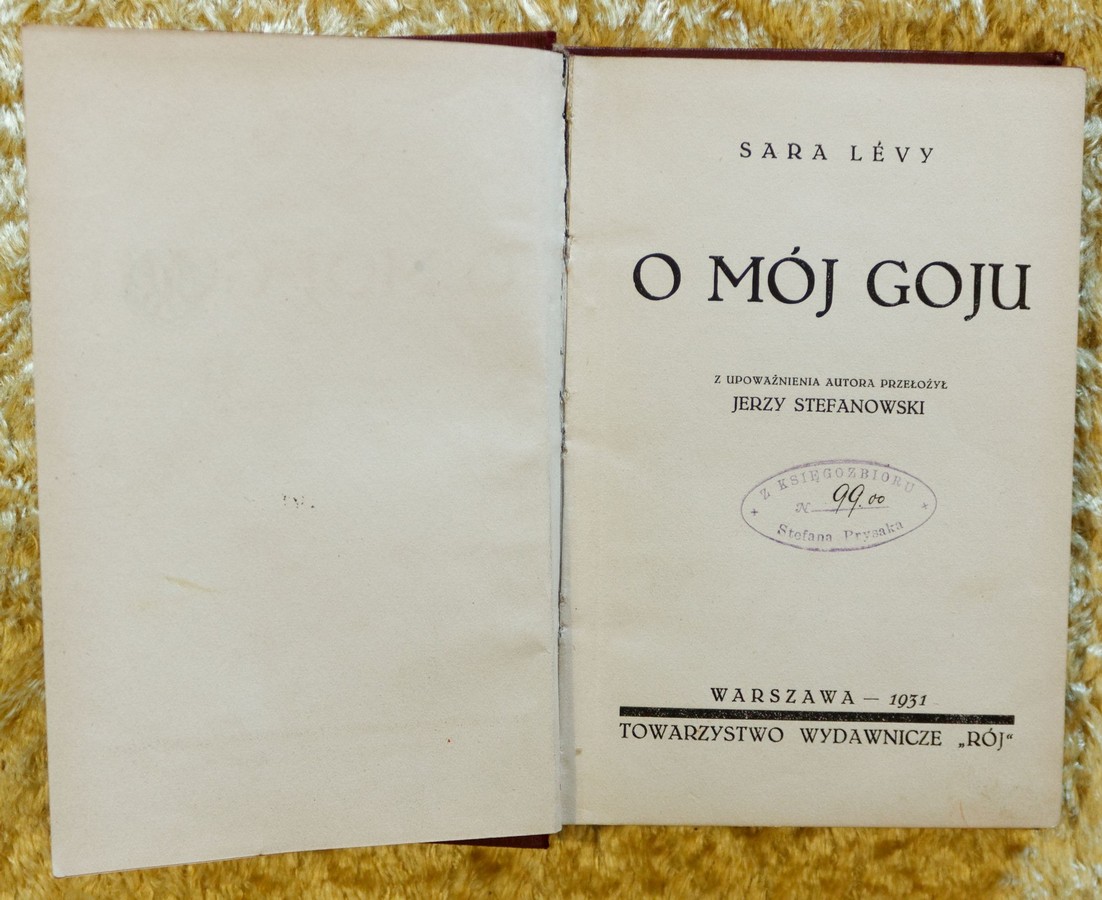 SARA LÉVY
O MÓJ GOJU
Z UPOWAŻNIENIA AUTORA PRZEŁOŻYŁ
JERZY STEFANOWSKI
Z KSIĘGOZBIORU
№ 99.00
Stefana Prysaka
WARSZAWA — 1931
TOWARZYSTWO WYDAWNICZE „RÓJ“